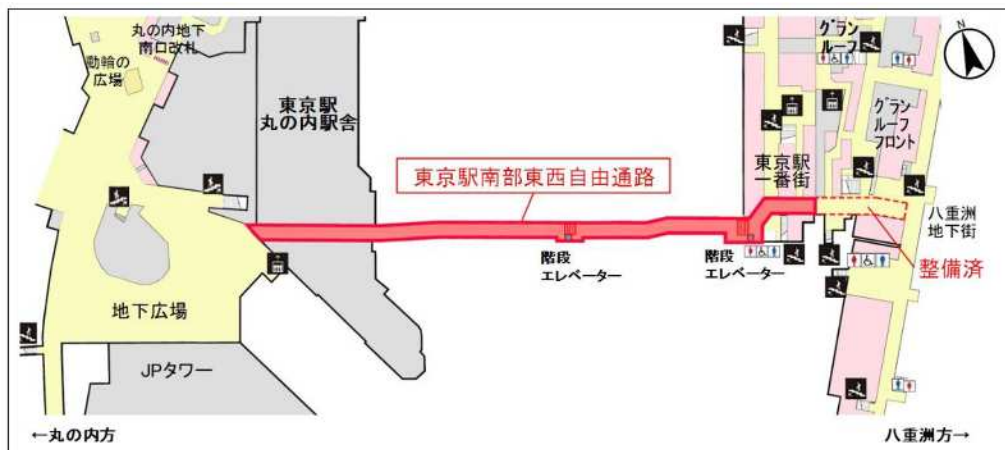 丸の内地下
南口改札
動輪の
広場
東京駅
丸の内駅舎
グラン
ルーフ
N
グラン
ルーフ
フロント
東京駅
一番街
東京駅南部東西自由通路
八重洲
地下街
階段
エレベーター
階段
エレベーター
整備済
地下広場
JPタワー
←丸の内方
八重洲方→